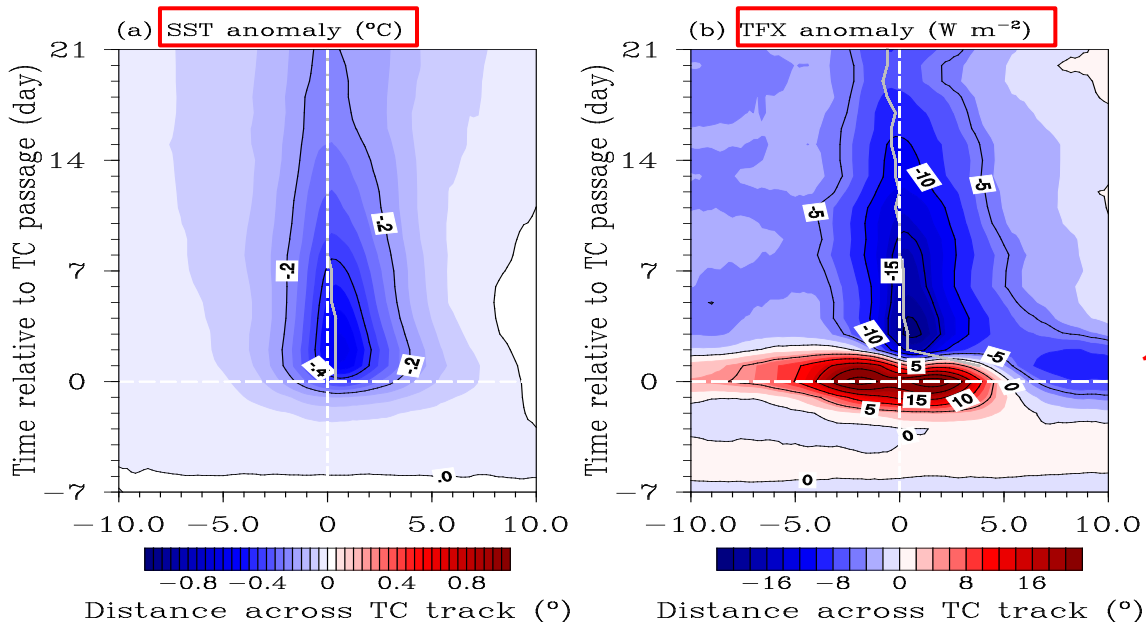 (a) SST anomaly (°C)
(b) TFX anomaly (W m⁻²)
Time relative to TC passage (day)
21
14
7
0
−7
-.2
-.2
-.4
-.2
.0
−10.0 −5.0 0 5.0 10.0
−0.8 −0.4 0 0.4 0.8
Distance across TC track (°)
Time relative to TC passage (day)
21
14
7
0
−7
-10
-5
-5
-15
-10
-5
5
0
15
10
5
0
0
−10.0 −5.0 0 5.0 10.0
−16 −8 0 8 16
Distance across TC track (°)